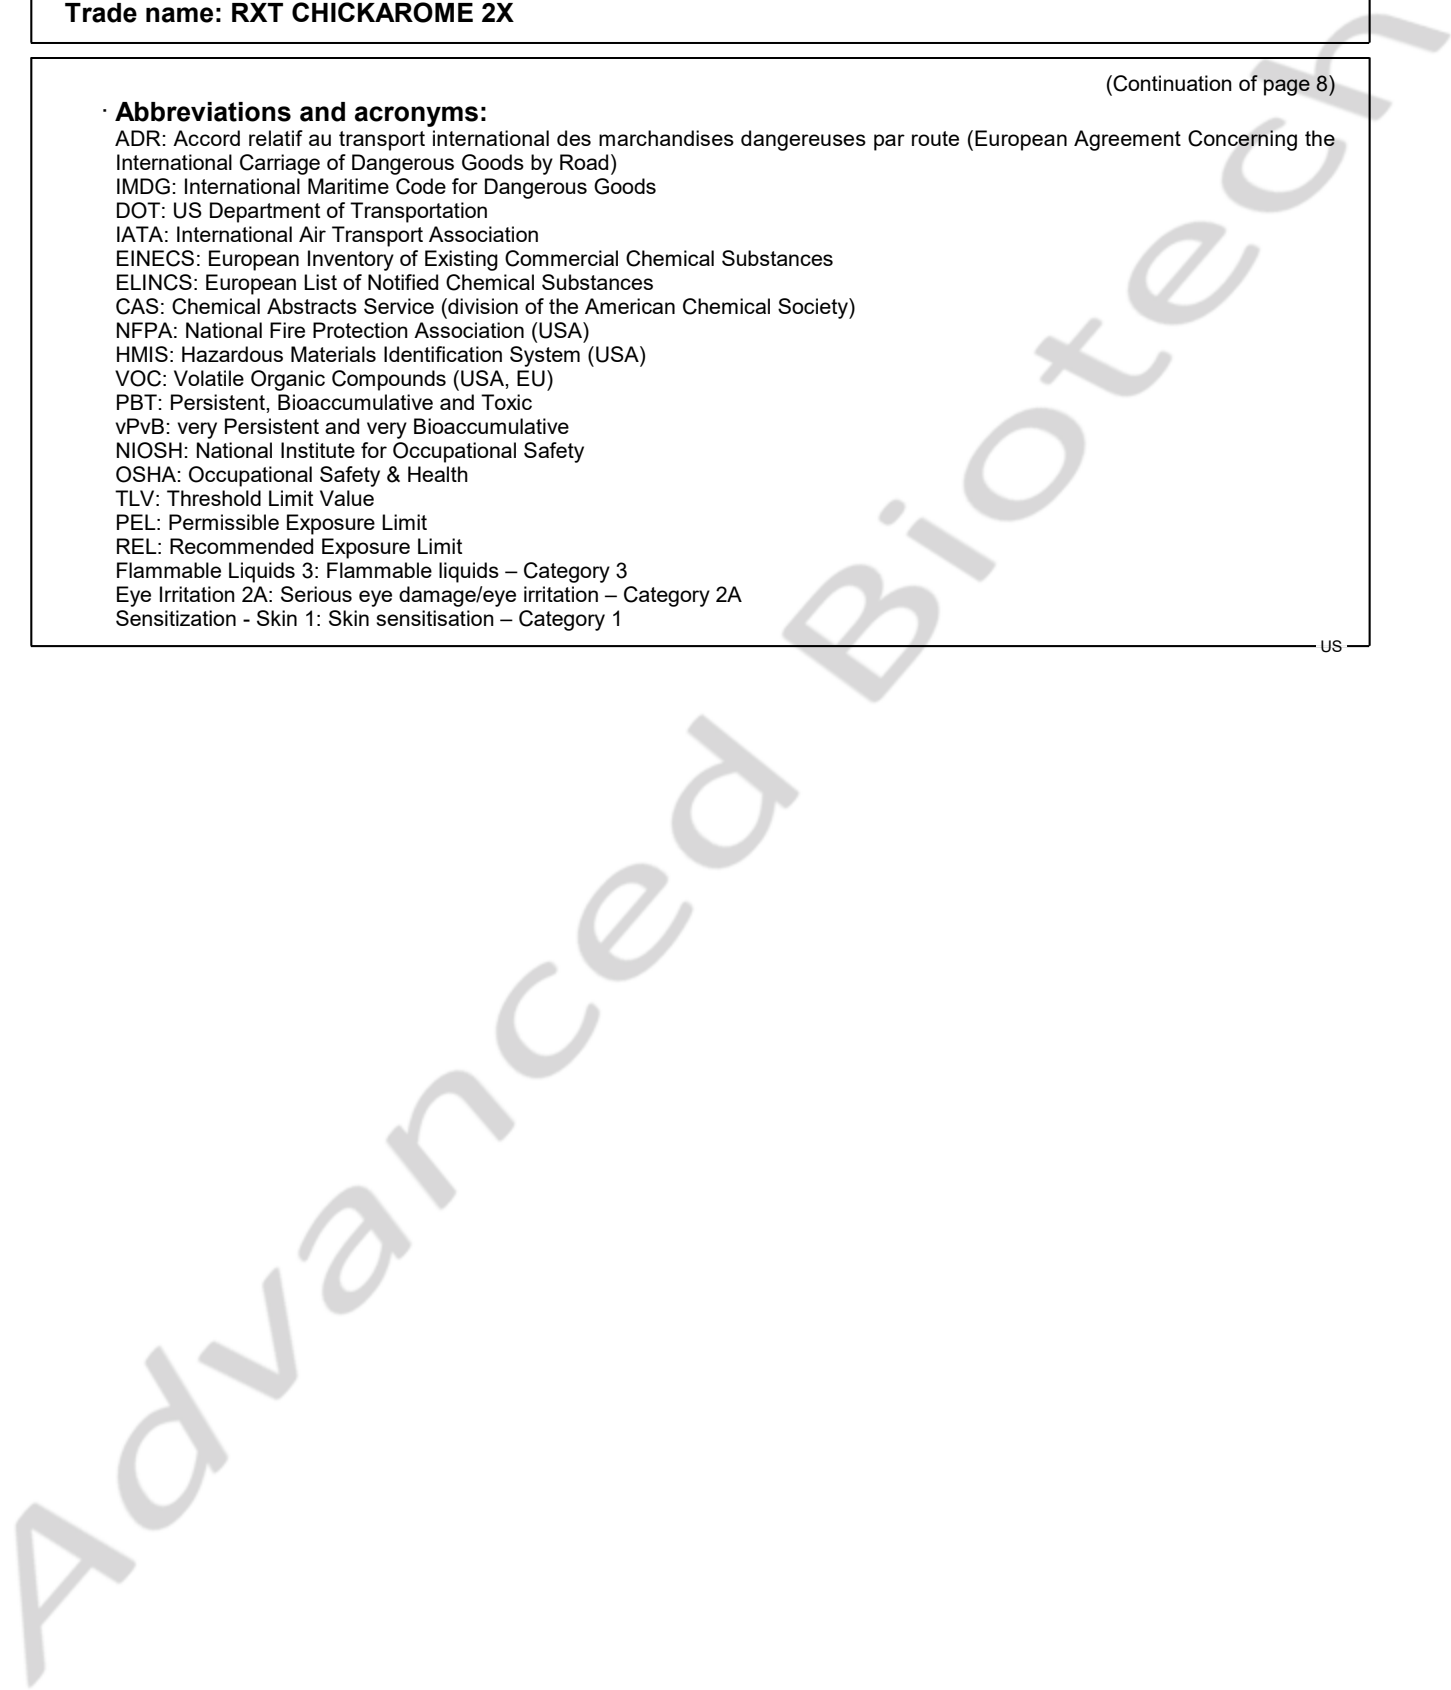 Trade name: RXT CHICKAROME 2X
(Continuation of page 8)
· Abbreviations and acronyms:
ADR: Accord relatif au transport international des marchandises dangereuses par route (European Agreement Concerning the
International Carriage of Dangerous Goods by Road)
IMDG: International Maritime Code for Dangerous Goods
DOT: US Department of Transportation
IATA: International Air Transport Association
EINECS: European Inventory of Existing Commercial Chemical Substances
ELINCS: European List of Notified Chemical Substances
CAS: Chemical Abstracts Service (division of the American Chemical Society)
NFPA: National Fire Protection Association (USA)
HMIS: Hazardous Materials Identification System (USA)
VOC: Volatile Organic Compounds (USA, EU)
PBT: Persistent, Bioaccumulative and Toxic
vPvB: very Persistent and very Bioaccumulative
NIOSH: National Institute for Occupational Safety
OSHA: Occupational Safety & Health
TLV: Threshold Limit Value
PEL: Permissible Exposure Limit
REL: Recommended Exposure Limit
Flammable Liquids 3: Flammable liquids – Category 3
Eye Irritation 2A: Serious eye damage/eye irritation – Category 2A
Sensitization - Skin 1: Skin sensitisation – Category 1
US
Advanced Biotech